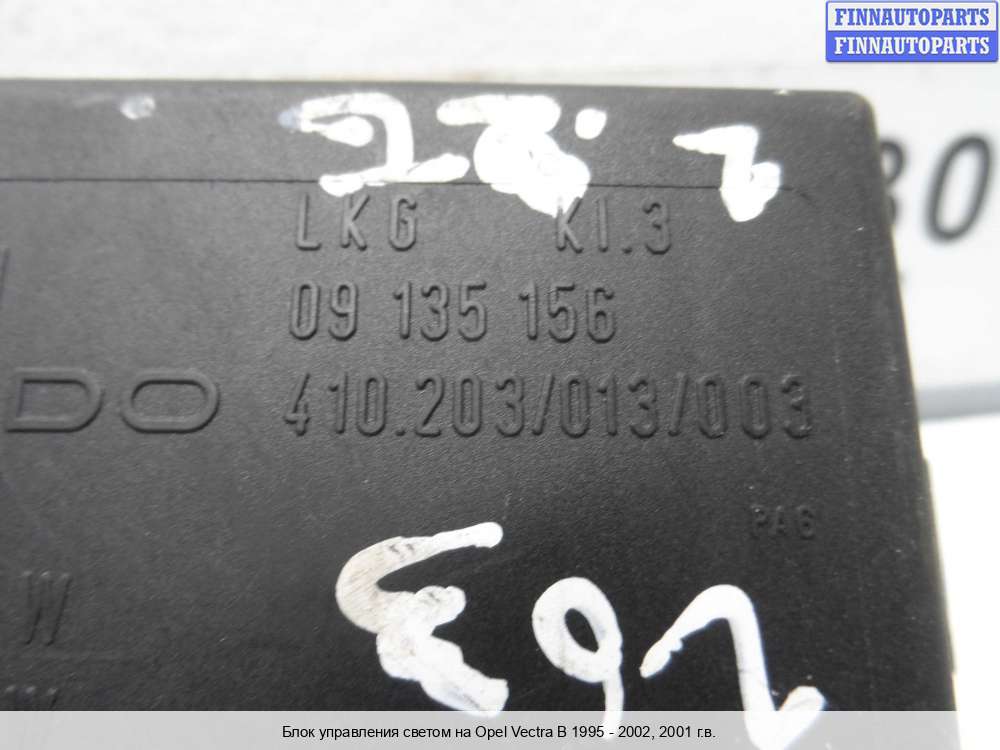 FINNAUTOPARTS
FINNAUTOPARTS
30
LKG KI.3
09 135 156
DO 410.203/013/003
PA6
W
W
Блок управления светом на Opel Vectra B 1995 - 2002, 2001 г.в.